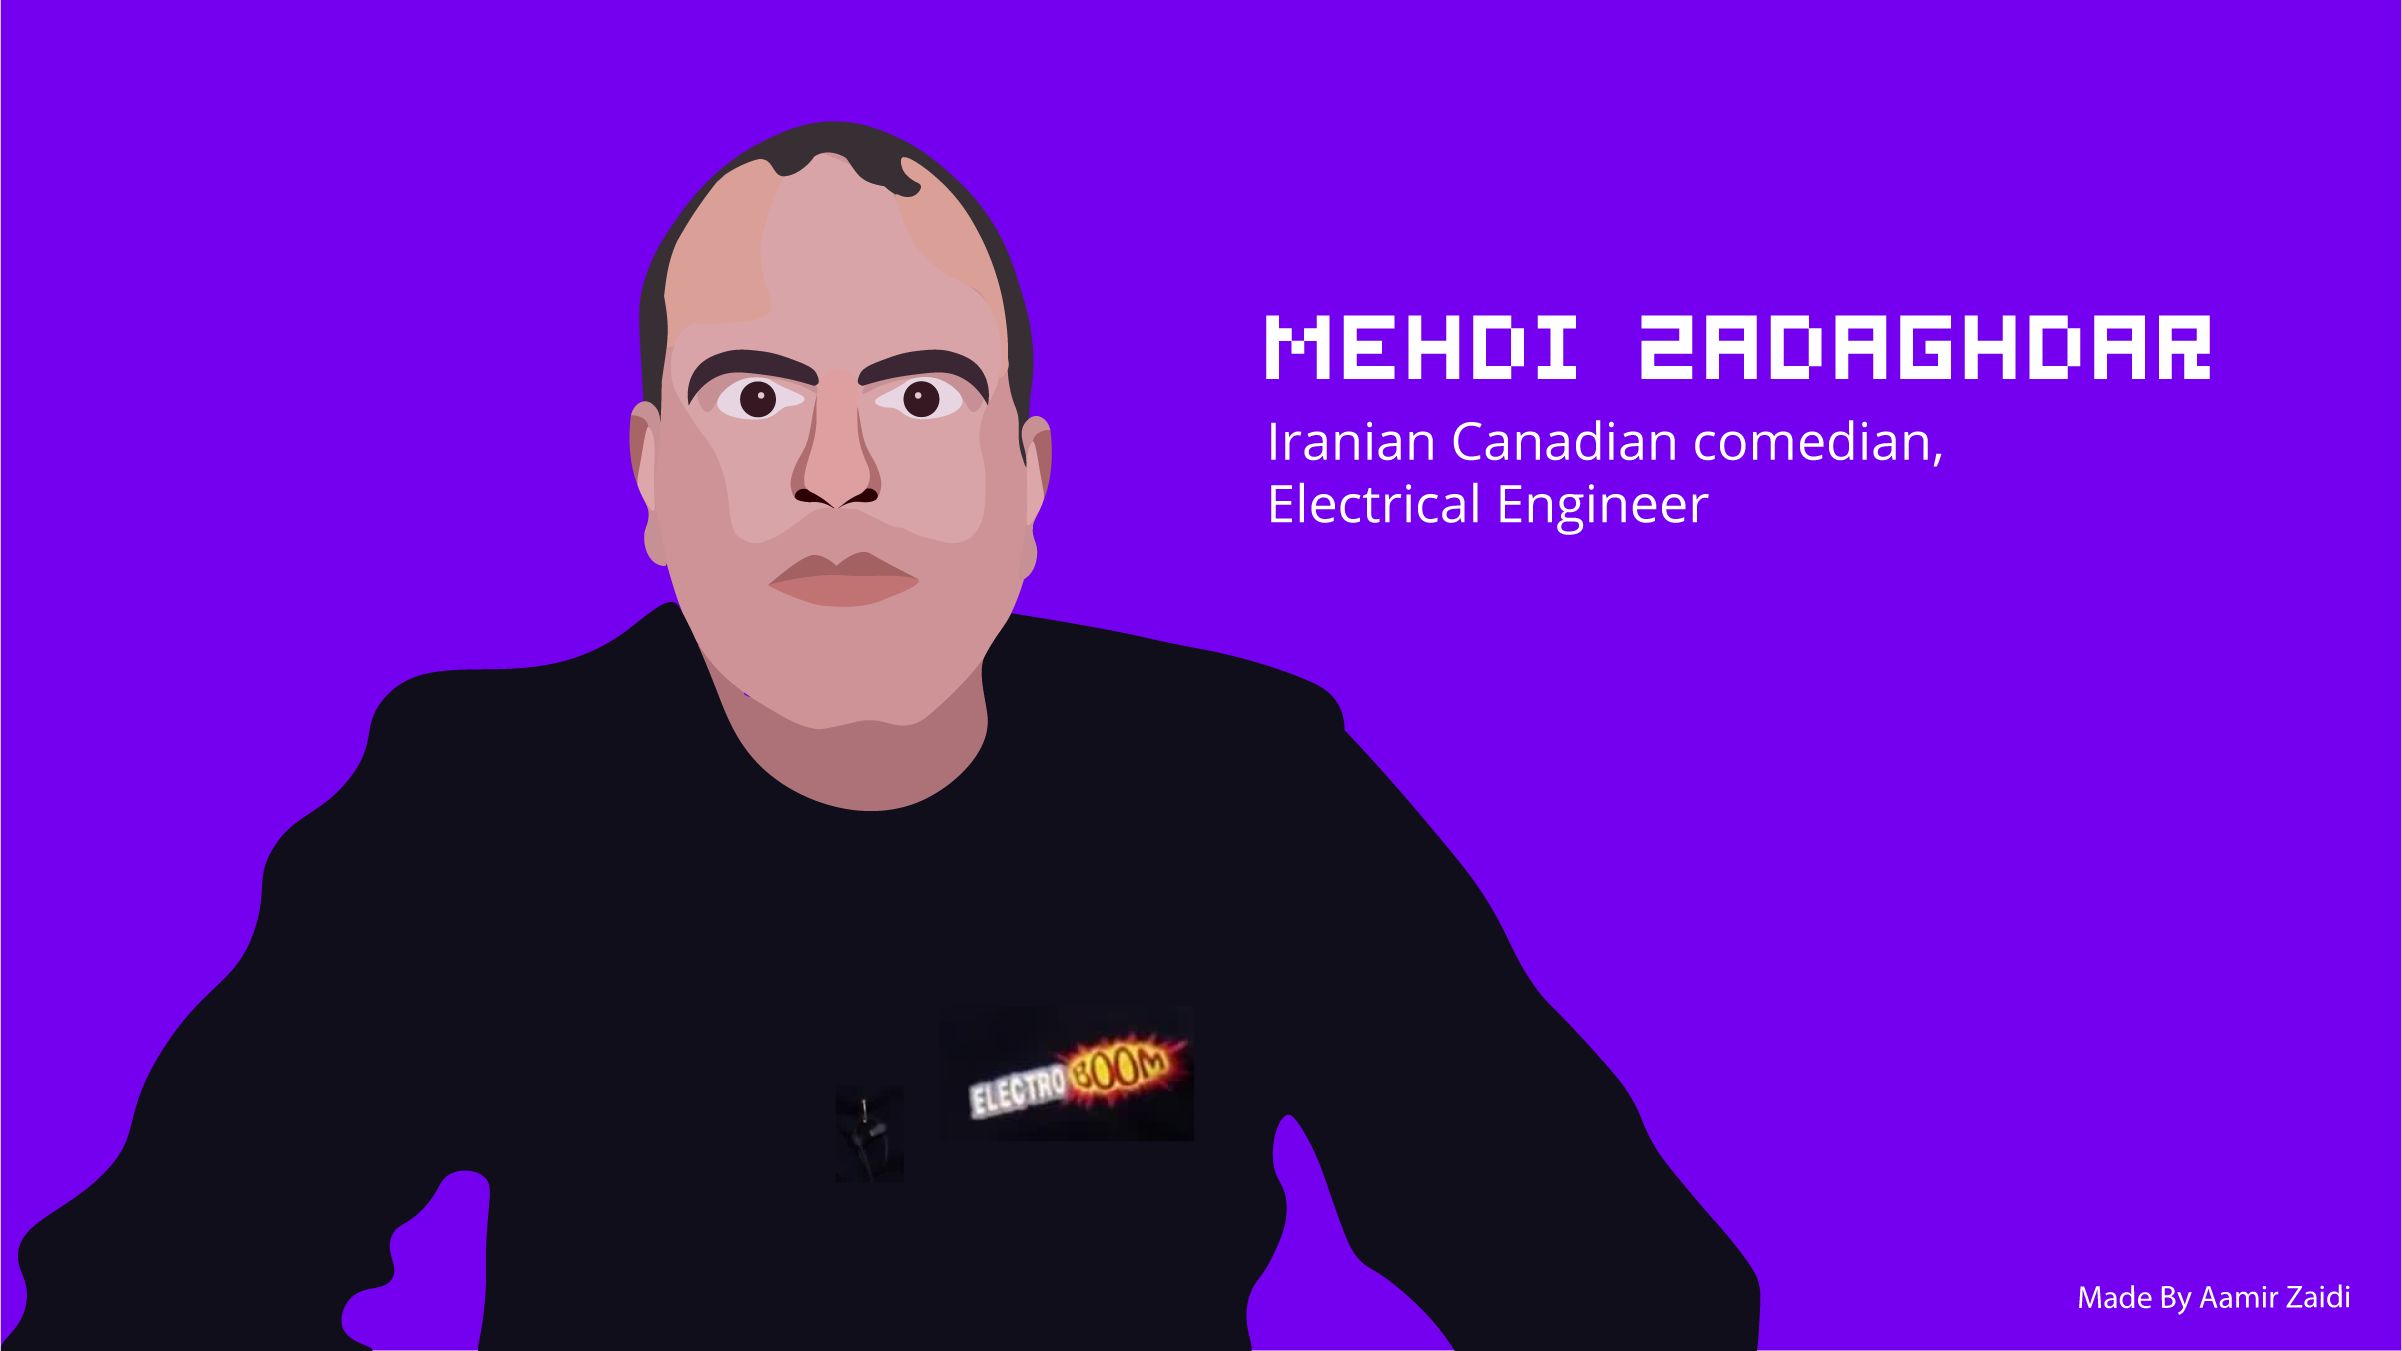 MEHDI ZADAGHDAR
Iranian Canadian comedian,
Electrical Engineer
ELECTRO BOOM
Made By Aamir Zaidi